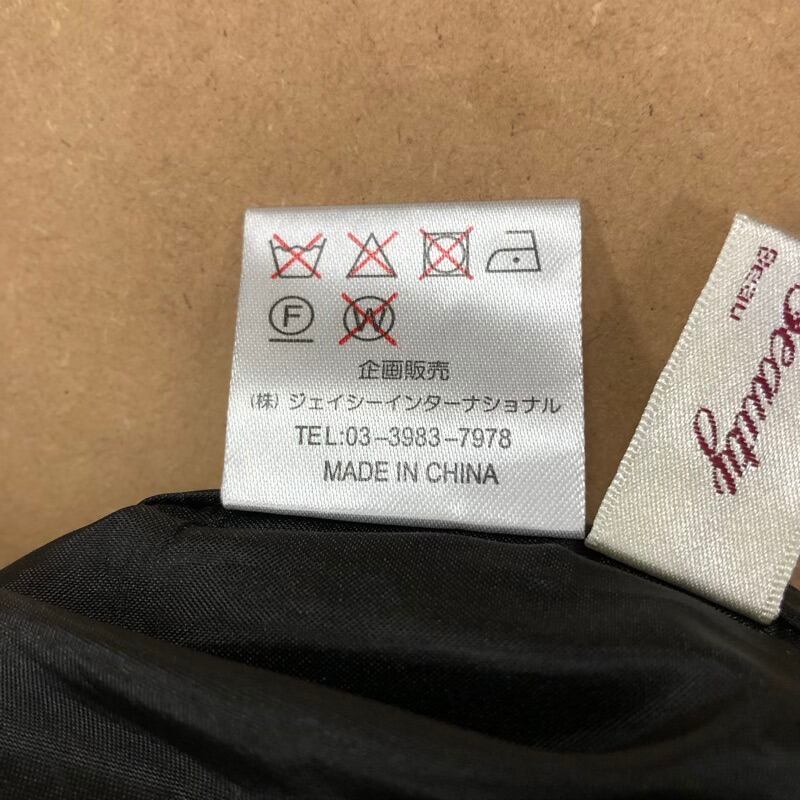 F W
企画販売
(株) ジェイシーインターナショナル
TEL:03-3983-7978
MADE IN CHINA
Beauty